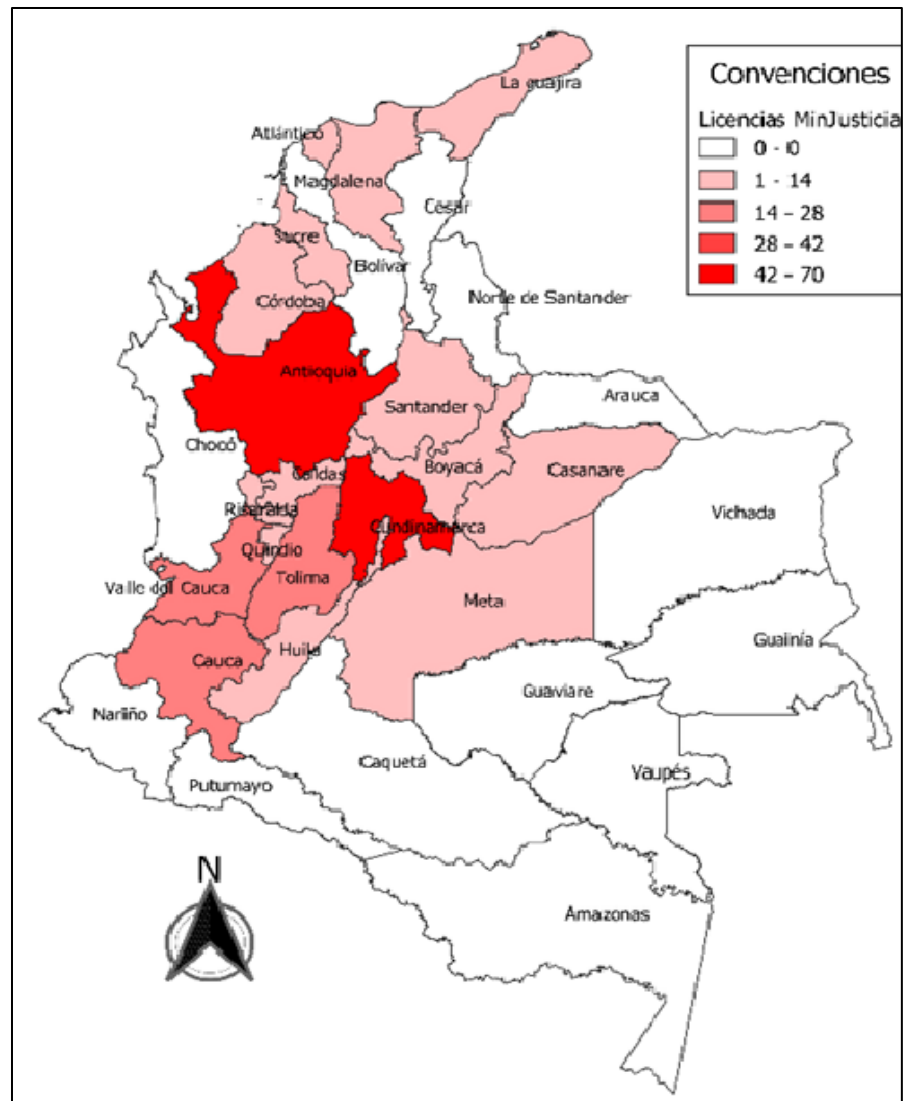 Convenciones
Licencias MinJusticia
0 - 0
1 - 14
14 - 28
28 - 42
42 - 70
La guajira
Atlántico
Magdalena
Cesar
Sucre
Bolívar
Norte de Santander
Córdoba
Antioquia
Santander
Arauca
Chocó
Boyacá
Casanare
Caldas
Risaralda
Cundinamarca
Vichada
Quindío
Tolima
Valle del Cauca
Meta
Guainía
Huila
Cauca
Guaviare
Nariño
Caquetá
Vaupés
Putumayo
N
Amazonas